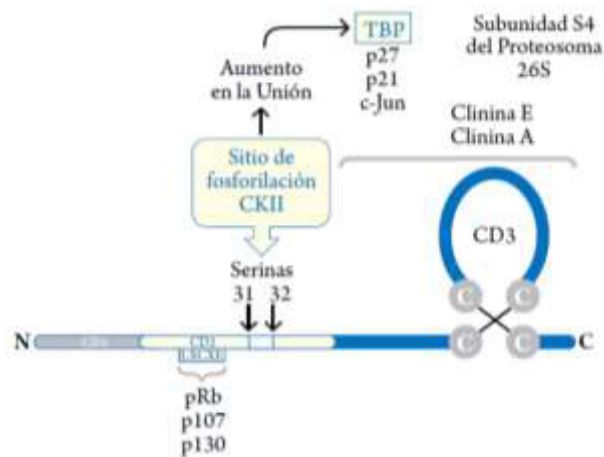 TBP
p27
p21
c-Jun
Subunidad S4
del Proteosoma
26S
Aumento
en la Unión
Clinina E
Clinina A
Sitio de
fosforilación
CKII
CD3
Serinas
31 32
C C
C C
N
CD2
LXCXE
C
pRb
p107
p130